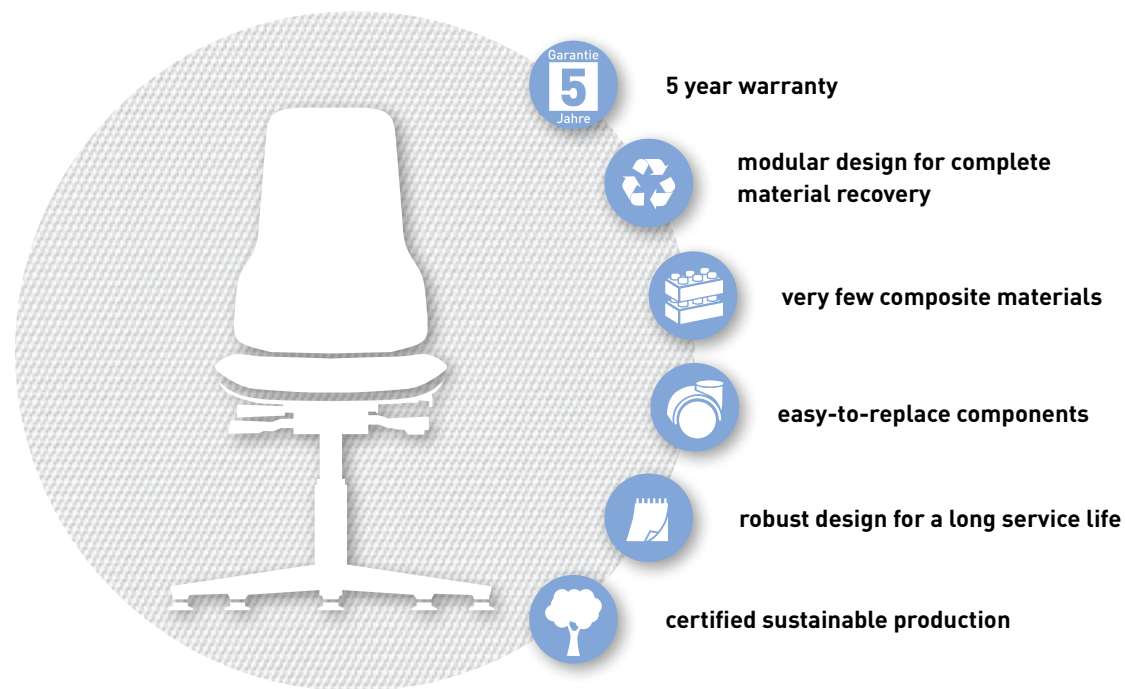 Garantie
5
Jahre
5 year warranty
modular design for complete
material recovery
very few composite materials
easy-to-replace components
robust design for a long service life
certified sustainable production